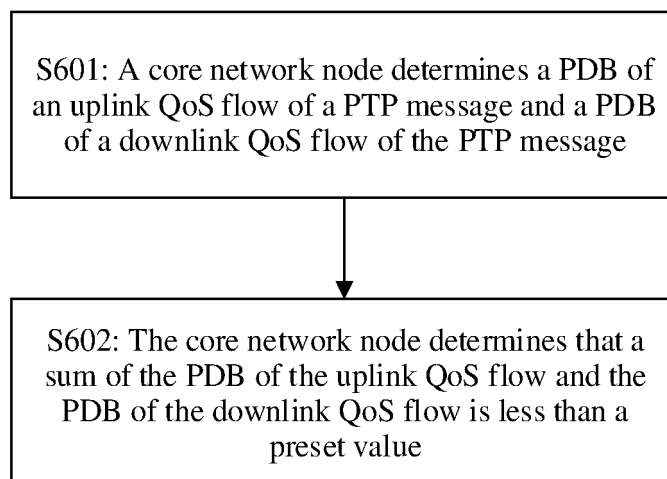 S601: A core network node determines a PDB of
an uplink QoS flow of a PTP message and a PDB
of a downlink QoS flow of the PTP message
S602: The core network node determines that a
sum of the PDB of the uplink QoS flow and the
PDB of the downlink QoS flow is less than a
preset value